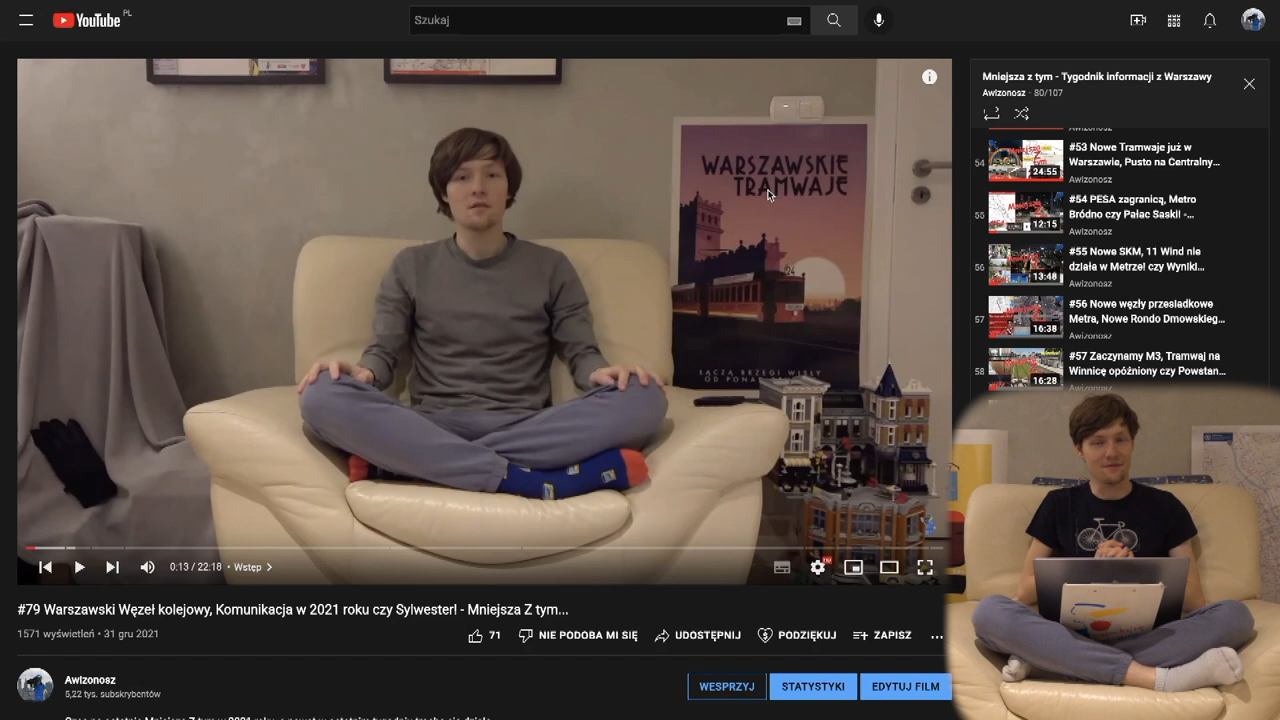 YouTube PL
Szukaj
WARSZAWSKIE
TRAMWAJE
ŁĄCZĄ BRZEGI WISŁY
0:13 / 22:18 • Wstęp
HD
#79 Warszawski Węzeł kolejowy, Komunikacja w 2021 roku czy Sylwester! - Mniejsza Z tym...
1571 wyświetleń • 31 gru 2021
71
NIE PODOBA MI SIĘ
UDOSTĘPNIJ
PODZIĘKUJ
ZAPISZ
Awizonosz
5,22 tys. subskrybentów
WESPRZYJ
STATYSTYKI
EDYTUJ FILM
Mniejsza z tym - Tygodnik informacji z Warszawy
Awizonosz - 80/107
Awizonosz
54
24:55
#53 Nowe Tramwaje już w
Warszawie, Pusto na Centralny...
Awizonosz
55
12:15
#54 PESA zagranicą, Metro
Bródno czy Pałac Saski! -...
Awizonosz
56
13:48
#55 Nowe SKM, 11 Wind nie
działa w Metrze! czy Wyniki...
Awizonosz
57
16:38
#56 Nowe węzły przesiadkowe
Metra, Nowe Rondo Dmowskieg...
Awizonosz
58
16:28
#57 Zaczynamy M3, Tramwaj na
Winnicę opóźniony czy Powstan...
Awizonosz